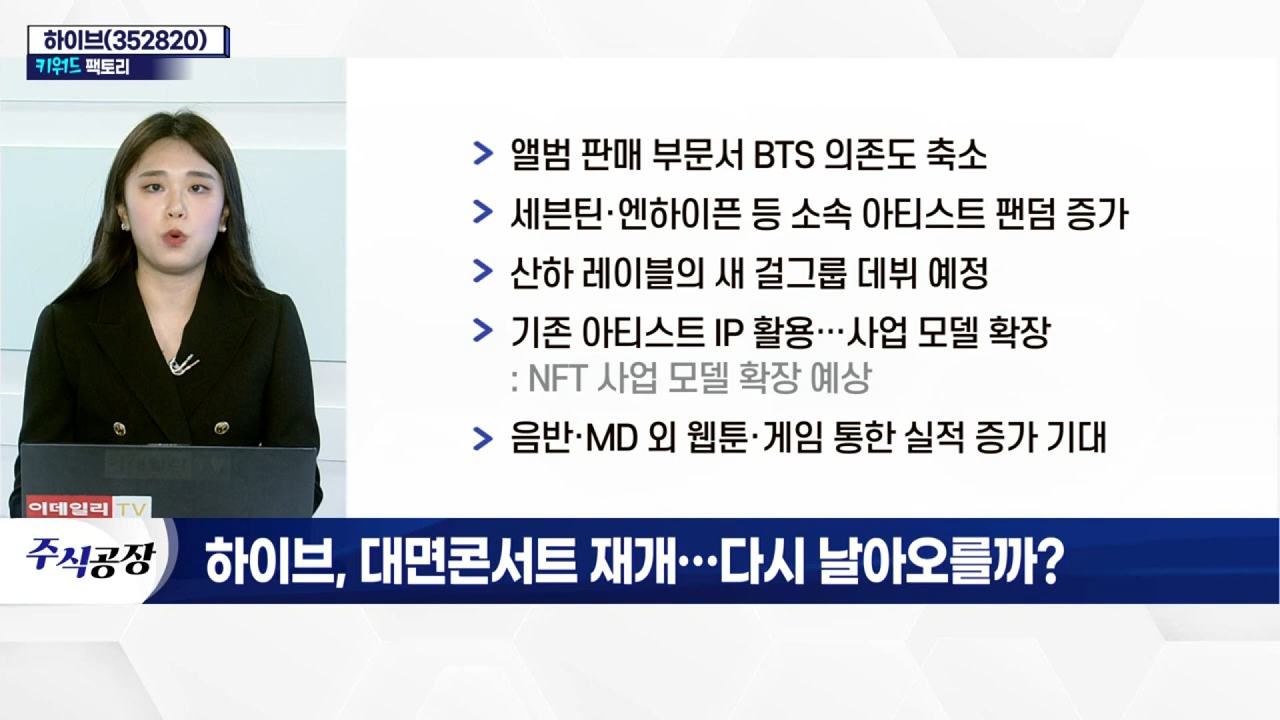 하이브(352820)
키워드 팩토리
> 앨범 판매 부문서 BTS 의존도 축소
> 세븐틴·엔하이픈 등 소속 아티스트 팬덤 증가
> 산하 레이블의 새 걸그룹 데뷔 예정
> 기존 아티스트 IP 활용…사업 모델 확장
: NFT 사업 모델 확장 예상
> 음반·MD 외 웹툰·게임 통한 실적 증가 기대
이데일리 TV
주식공장
하이브, 대면콘서트 재개…다시 날아오를까?